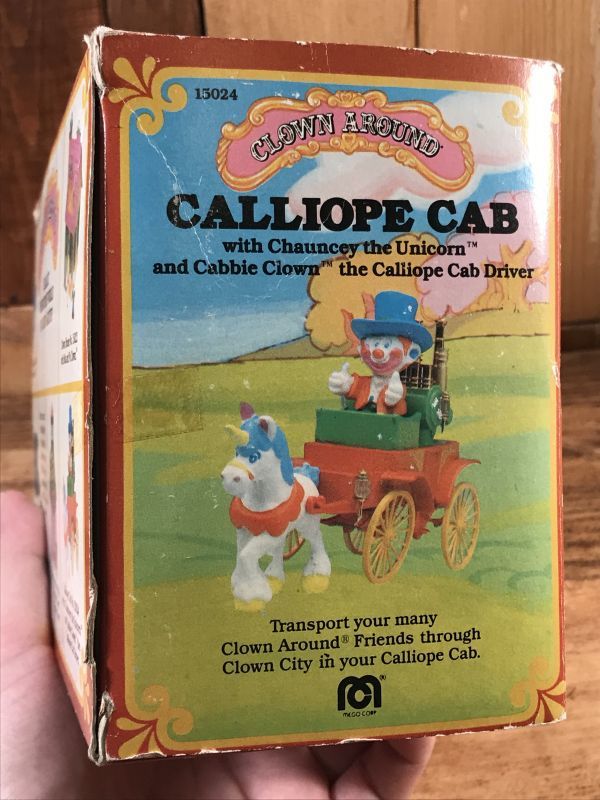 15024
CLOWN AROUND
CALLIOPE CAB
with Chauncey the Unicorn™
and Cabbie Clown™ the Calliope Cab Driver
Transport your many
Clown Around® Friends through
Clown City in your Calliope Cab.
®
MEGO CORP